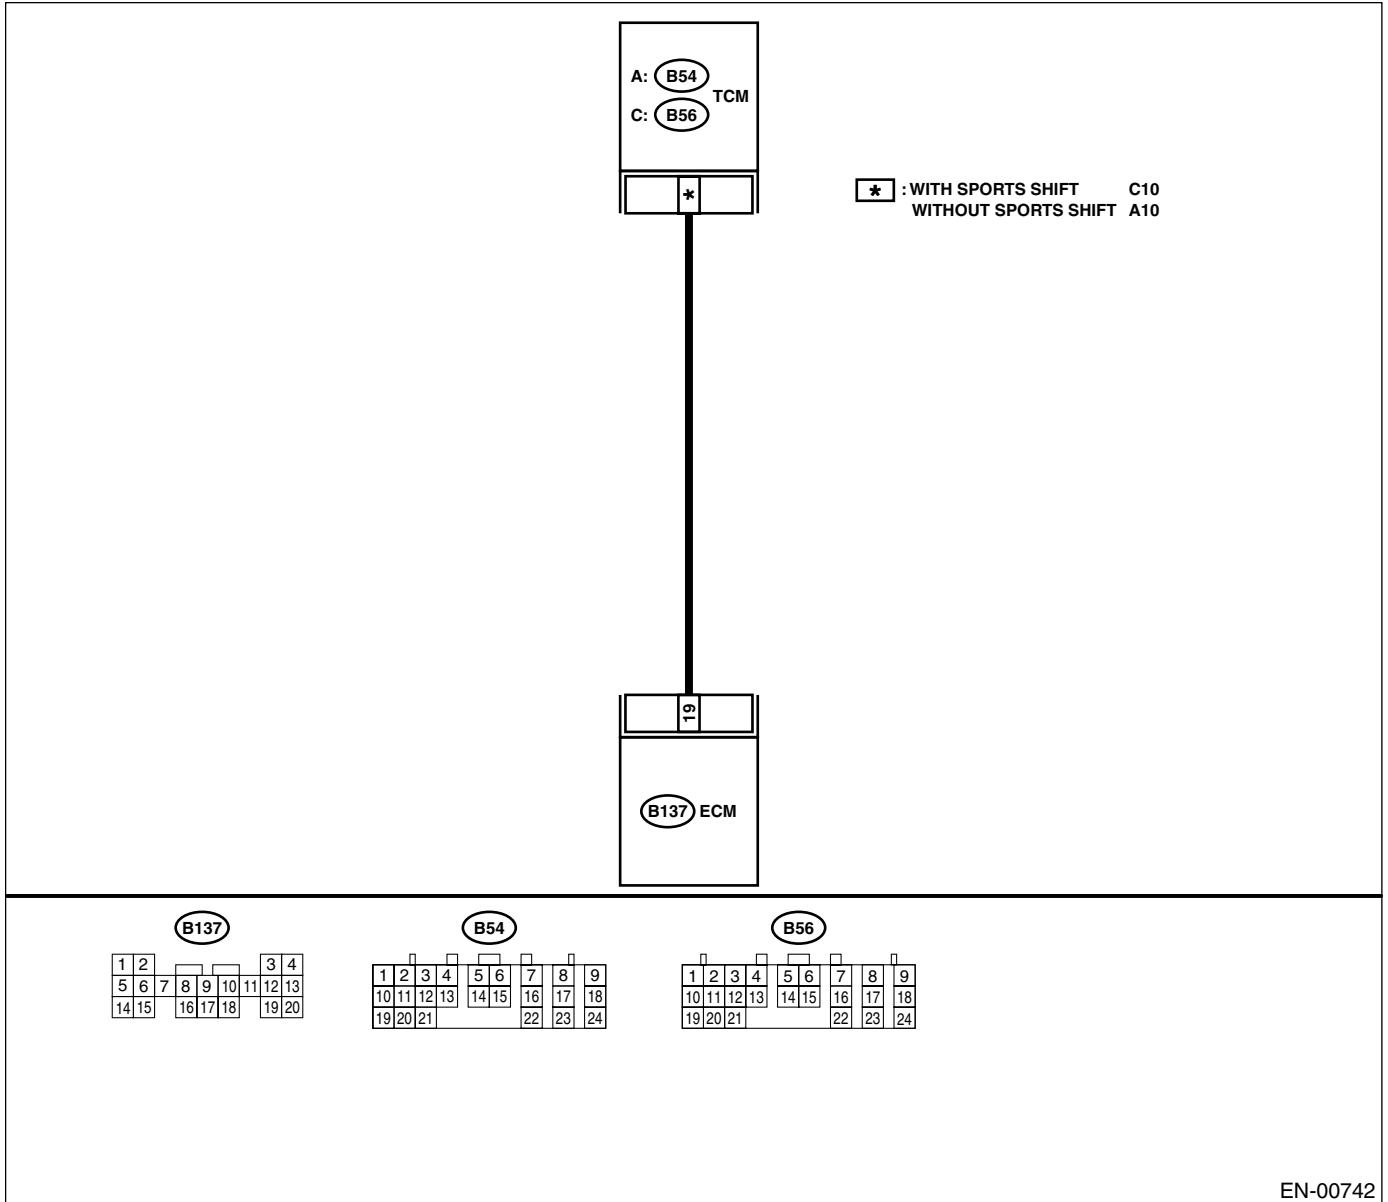 A: B54
TCM
C: B56
*
* : WITH SPORTS SHIFT C10
WITHOUT SPORTS SHIFT A10
19
B137 ECM
B137
1 2 3 4
5 6 7 8 9 10 11 12 13
14 15 16 17 18 19 20
B54
1 2 3 4 5 6 7 8 9
10 11 12 13 14 15 16 17 18
19 20 21 22 23 24
B56
1 2 3 4 5 6 7 8 9
10 11 12 13 14 15 16 17 18
19 20 21 22 23 24
EN-00742